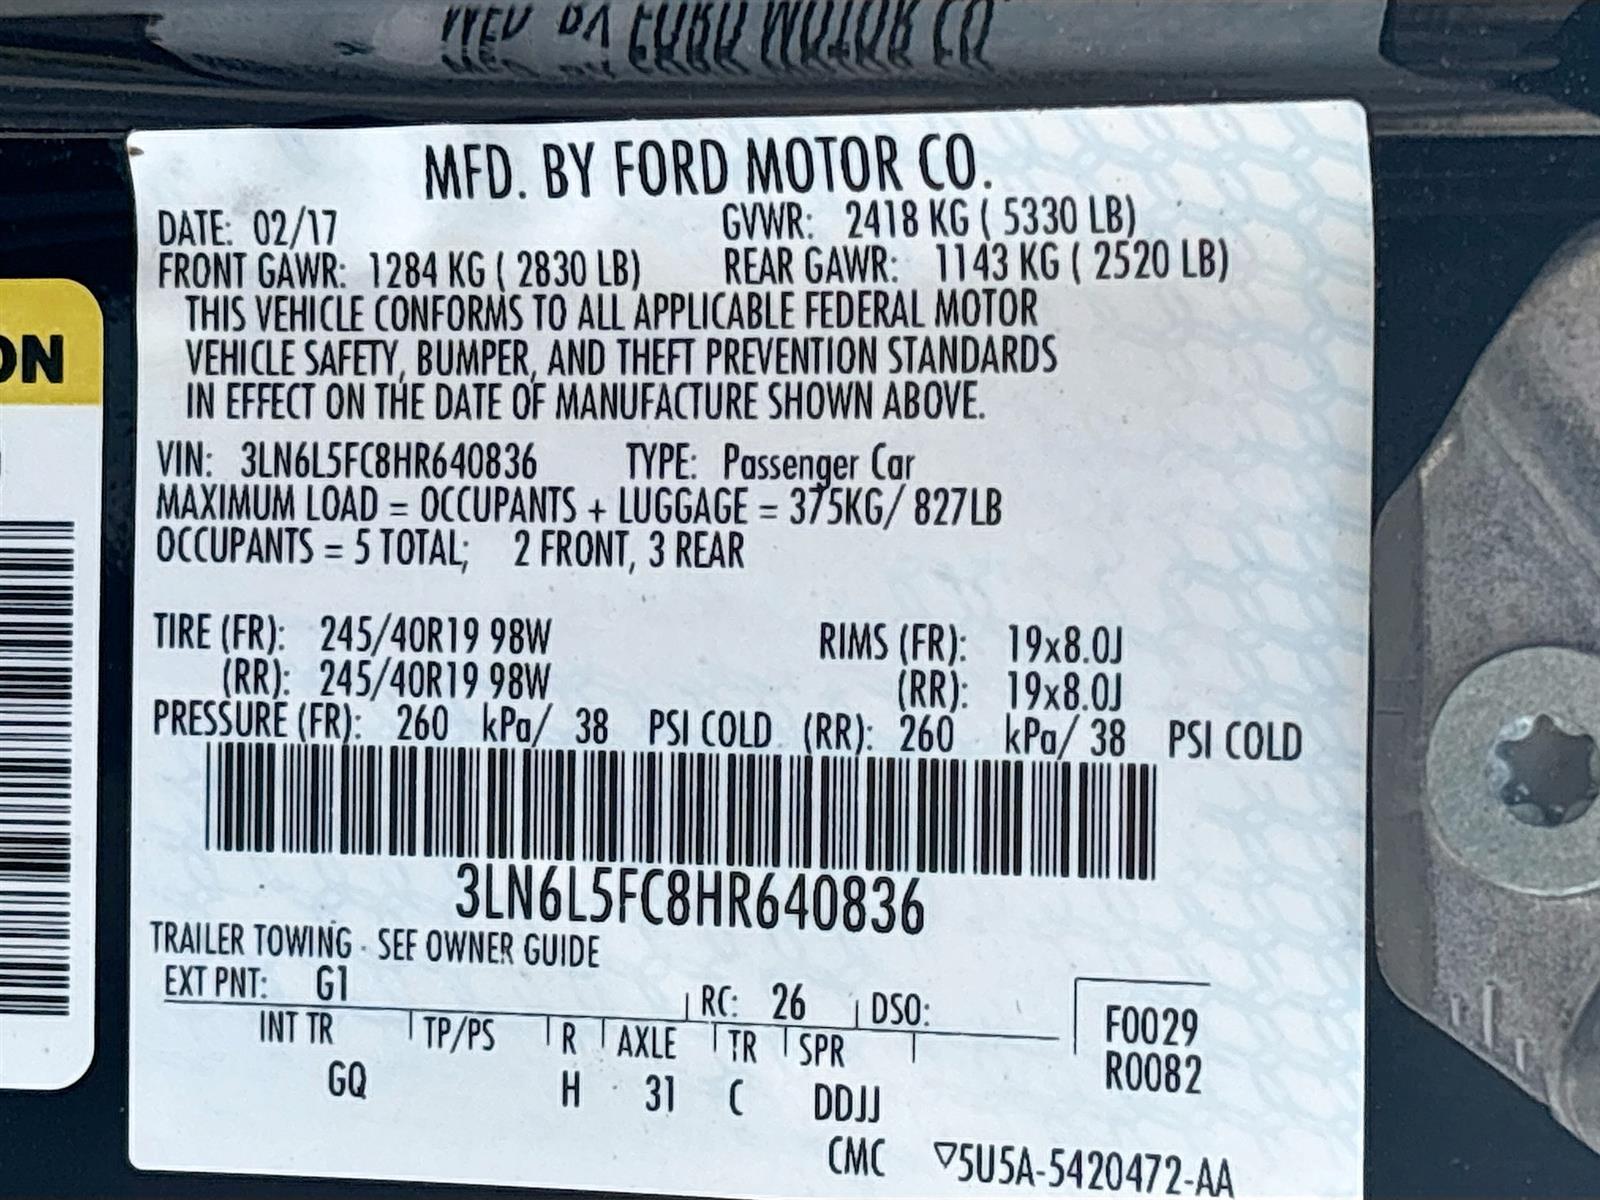 MFD. BY FORD MOTOR CO.
DATE: 02/17 GVWR: 2418 KG ( 5330 LB)
FRONT GAWR: 1284 KG ( 2830 LB) REAR GAWR: 1143 KG ( 2520 LB)
THIS VEHICLE CONFORMS TO ALL APPLICABLE FEDERAL MOTOR
VEHICLE SAFETY, BUMPER, AND THEFT PREVENTION STANDARDS
IN EFFECT ON THE DATE OF MANUFACTURE SHOWN ABOVE.
VIN: 3LN6L5FC8HR640836 TYPE: Passenger Car
MAXIMUM LOAD = OCCUPANTS + LUGGAGE = 375KG/ 827LB
OCCUPANTS = 5 TOTAL; 2 FRONT, 3 REAR
TIRE (FR): 245/40R19 98W RIMS (FR): 19x8.0J
(RR): 245/40R19 98W (RR): 19x8.0J
PRESSURE (FR): 260 kPa/ 38 PSI COLD (RR): 260 kPa/ 38 PSI COLD
3LN6L5FC8HR640836
TRAILER TOWING - SEE OWNER GUIDE
EXT PNT: G1 RC: 26 DSO: F0029
INT TR TP/PS R AXLE TR SPR R0082
GQ H 31 C DDJJ
CMC ▽5U5A-5420472-AA
ON